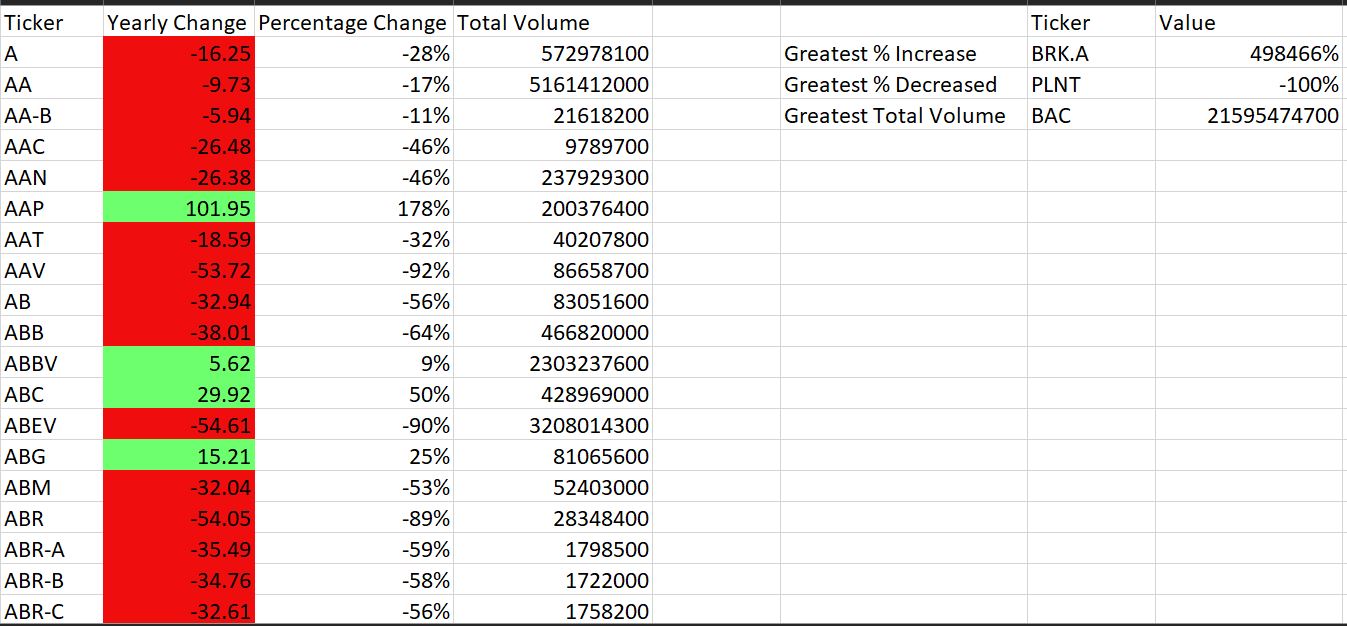 Ticker Yearly Change Percentage Change Total Volume Ticker Value
A -16.25 -28% 572978100 Greatest % Increase BRK.A 498466%
AA -9.73 -17% 5161412000 Greatest % Decreased PLNT -100%
AA-B -5.94 -11% 21618200 Greatest Total Volume BAC 21595474700
AAC -26.48 -46% 9789700
AAN -26.38 -46% 237929300
AAP 101.95 178% 200376400
AAT -18.59 -32% 40207800
AAV -53.72 -92% 86658700
AB -32.94 -56% 83051600
ABB -38.01 -64% 466820000
ABBV 5.62 9% 2303237600
ABC 29.92 50% 428969000
ABEV -54.61 -90% 3208014300
ABG 15.21 25% 81065600
ABM -32.04 -53% 52403000
ABR -54.05 -89% 28348400
ABR-A -35.49 -59% 1798500
ABR-B -34.76 -58% 1722000
ABR-C -32.61 -56% 1758200